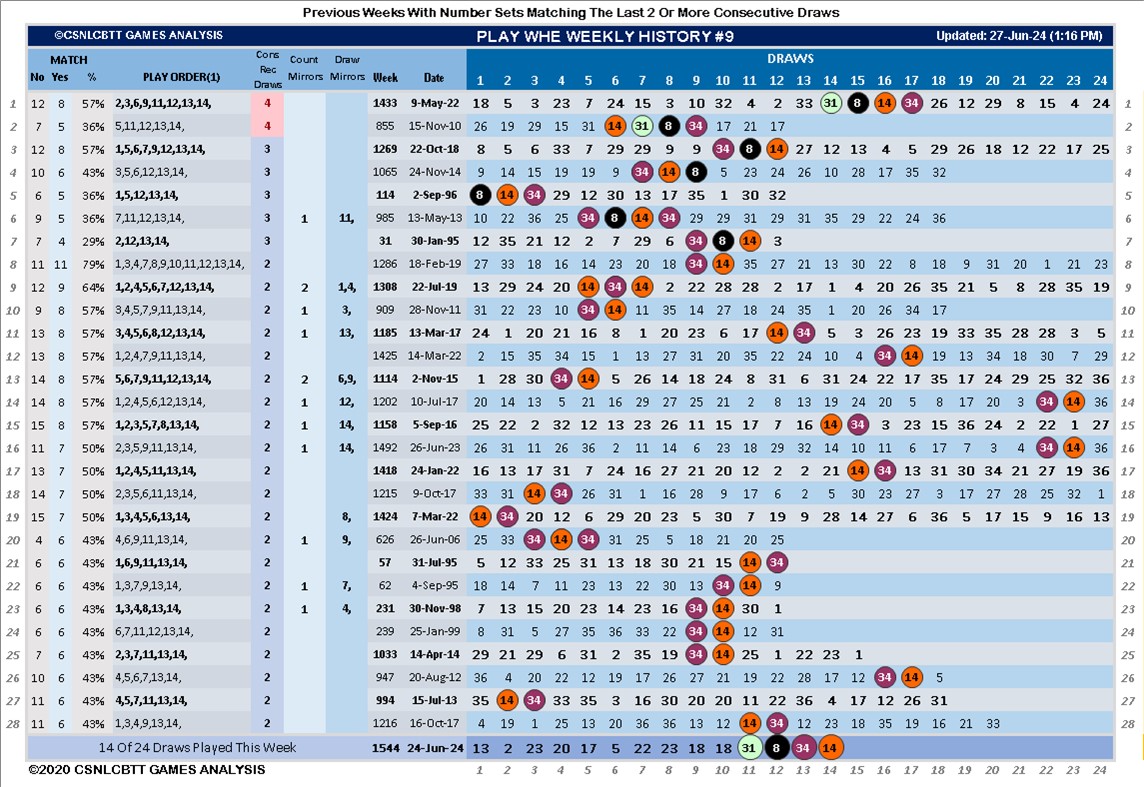 Previous Weeks With Number Sets Matching The Last 2 Or More Consecutive Draws
©CSNLCBTT GAMES ANALYSIS PLAY WHE WEEKLY HISTORY #9 Updated: 27-Jun-24 (1:16 PM)
MATCH Cons Rec Draws Count Mirrors Draw Mirrors DRAWS
No Yes % PLAY ORDER(1) Week Date 1 2 3 4 5 6 7 8 9 10 11 12 13 14 15 16 17 18 19 20 21 22 23 24
1 12 8 57% 2,3,6,9,11,12,13,14, 4 1433 9-May-22 18 5 3 23 7 24 15 3 10 32 4 2 33 31 8 14 34 26 12 29 8 15 4 24 1
2 7 5 36% 5,11,12,13,14, 4 855 15-Nov-10 26 19 29 15 31 14 31 8 34 17 21 17 2
3 12 8 57% 1,5,6,7,9,12,13,14, 3 1269 22-Oct-18 8 5 6 33 7 29 29 9 9 34 8 14 27 12 13 4 5 29 26 18 12 22 17 25 3
4 10 6 43% 3,5,6,12,13,14, 3 1065 24-Nov-14 9 14 15 19 19 9 34 14 8 5 23 24 26 10 28 17 35 32 4
5 6 5 36% 1,5,12,13,14, 3 114 2-Sep-96 8 14 34 29 12 30 13 17 35 1 30 32 5
6 9 5 36% 7,11,12,13,14, 3 1 11, 985 13-May-13 10 22 36 25 34 8 14 34 29 29 31 29 31 35 29 22 24 36 6
7 7 4 29% 2,12,13,14, 3 31 30-Jan-95 12 35 21 12 2 7 29 6 34 8 14 3 7
8 11 11 79% 1,3,4,7,8,9,10,11,12,13,14, 2 1286 18-Feb-19 27 33 18 16 14 23 20 18 34 14 35 27 21 13 30 22 8 18 9 31 20 1 21 23 8
9 12 9 64% 1,2,4,5,6,7,12,13,14, 2 2 1,4, 1308 22-Jul-19 13 29 24 20 14 34 14 2 22 28 28 2 17 1 4 20 26 35 21 5 8 28 35 19 9
10 9 8 57% 3,4,5,7,9,11,13,14, 2 1 3, 909 28-Nov-11 31 22 23 10 34 14 11 35 14 27 18 24 35 1 20 26 34 17 10
11 13 8 57% 3,4,5,6,8,12,13,14, 2 1 13, 1185 13-Mar-17 24 1 20 21 16 8 1 20 23 6 17 14 34 5 3 26 23 19 33 35 28 28 3 5 11
12 13 8 57% 1,2,4,7,9,11,13,14, 2 1425 14-Mar-22 2 15 35 34 15 1 13 27 31 20 35 22 24 10 4 34 14 19 13 34 18 30 7 29 12
13 14 8 57% 5,6,7,9,11,12,13,14, 2 2 6,9, 1114 2-Nov-15 1 28 30 34 14 5 26 14 18 24 8 31 6 31 24 13 22 13 35 17 24 29 25 32 36 13
14 14 8 57% 1,2,4,5,6,12,13,14, 2 1 12, 1202 10-Jul-17 20 14 13 5 21 16 29 27 25 21 2 8 13 19 24 20 5 8 17 20 3 34 14 36 14
15 15 8 57% 1,2,3,5,7,8,13,14, 2 1 14, 1158 5-Sep-16 25 22 2 32 12 13 23 26 11 15 17 7 16 14 34 3 23 15 36 24 2 22 1 27 15
16 11 7 50% 2,3,5,9,11,13,14, 2 1 14, 1492 26-Jun-23 26 31 11 26 36 2 11 14 6 23 18 29 32 14 10 11 6 17 7 3 4 34 14 36 16
17 13 7 50% 1,2,4,5,11,13,14, 2 1418 24-Jan-22 16 13 17 31 7 24 16 27 21 20 12 2 2 21 14 34 13 31 30 34 21 27 19 36 17
18 14 7 50% 2,3,5,6,11,13,14, 2 1215 9-Oct-17 33 31 14 34 26 31 1 16 28 9 17 6 2 5 30 23 27 3 17 27 28 25 32 1 18
19 15 7 50% 1,3,4,5,6,13,14, 2 8, 1424 7-Mar-22 14 34 20 12 6 29 20 23 5 30 7 19 9 28 14 27 6 36 5 17 15 9 16 13 19
20 4 6 43% 4,6,9,11,13,14, 2 1 9, 626 26-Jun-06 25 33 34 14 34 31 25 5 18 21 20 25 20
21 6 6 43% 1,6,9,11,13,14, 2 57 31-Jul-95 5 12 33 25 31 13 18 30 21 15 14 34 21
22 6 6 43% 1,3,7,9,13,14, 2 1 7, 62 4-Sep-95 18 14 7 11 23 13 22 30 13 34 14 9 22
23 6 6 43% 1,3,4,8,13,14, 2 1 4, 231 30-Nov-98 7 13 15 20 23 14 23 16 34 14 30 1 23
24 6 6 43% 6,7,11,12,13,14, 2 239 25-Jan-99 8 31 5 27 35 36 33 22 34 14 12 31 24
25 7 6 43% 2,3,7,11,13,14, 2 1033 14-Apr-14 29 21 29 6 31 2 35 19 34 14 25 1 22 23 1 25
26 10 6 43% 4,5,6,7,13,14, 2 947 20-Aug-12 36 4 20 22 12 19 17 26 27 21 19 22 28 17 12 34 14 5 26
27 11 6 43% 4,5,7,11,13,14, 2 994 15-Jul-13 35 14 34 33 35 3 16 30 20 20 11 22 36 4 17 12 26 31 27
28 11 6 43% 1,3,4,9,13,14, 2 1216 16-Oct-17 4 19 1 25 13 20 36 36 13 12 14 34 12 23 18 35 19 16 21 33 28
14 Of 24 Draws Played This Week 1544 24-Jun-24 13 2 23 20 17 5 22 23 18 18 31 8 34 14
©2020 CSNLCBTT GAMES ANALYSIS 1 2 3 4 5 6 7 8 9 10 11 12 13 14 15 16 17 18 19 20 21 22 23 24